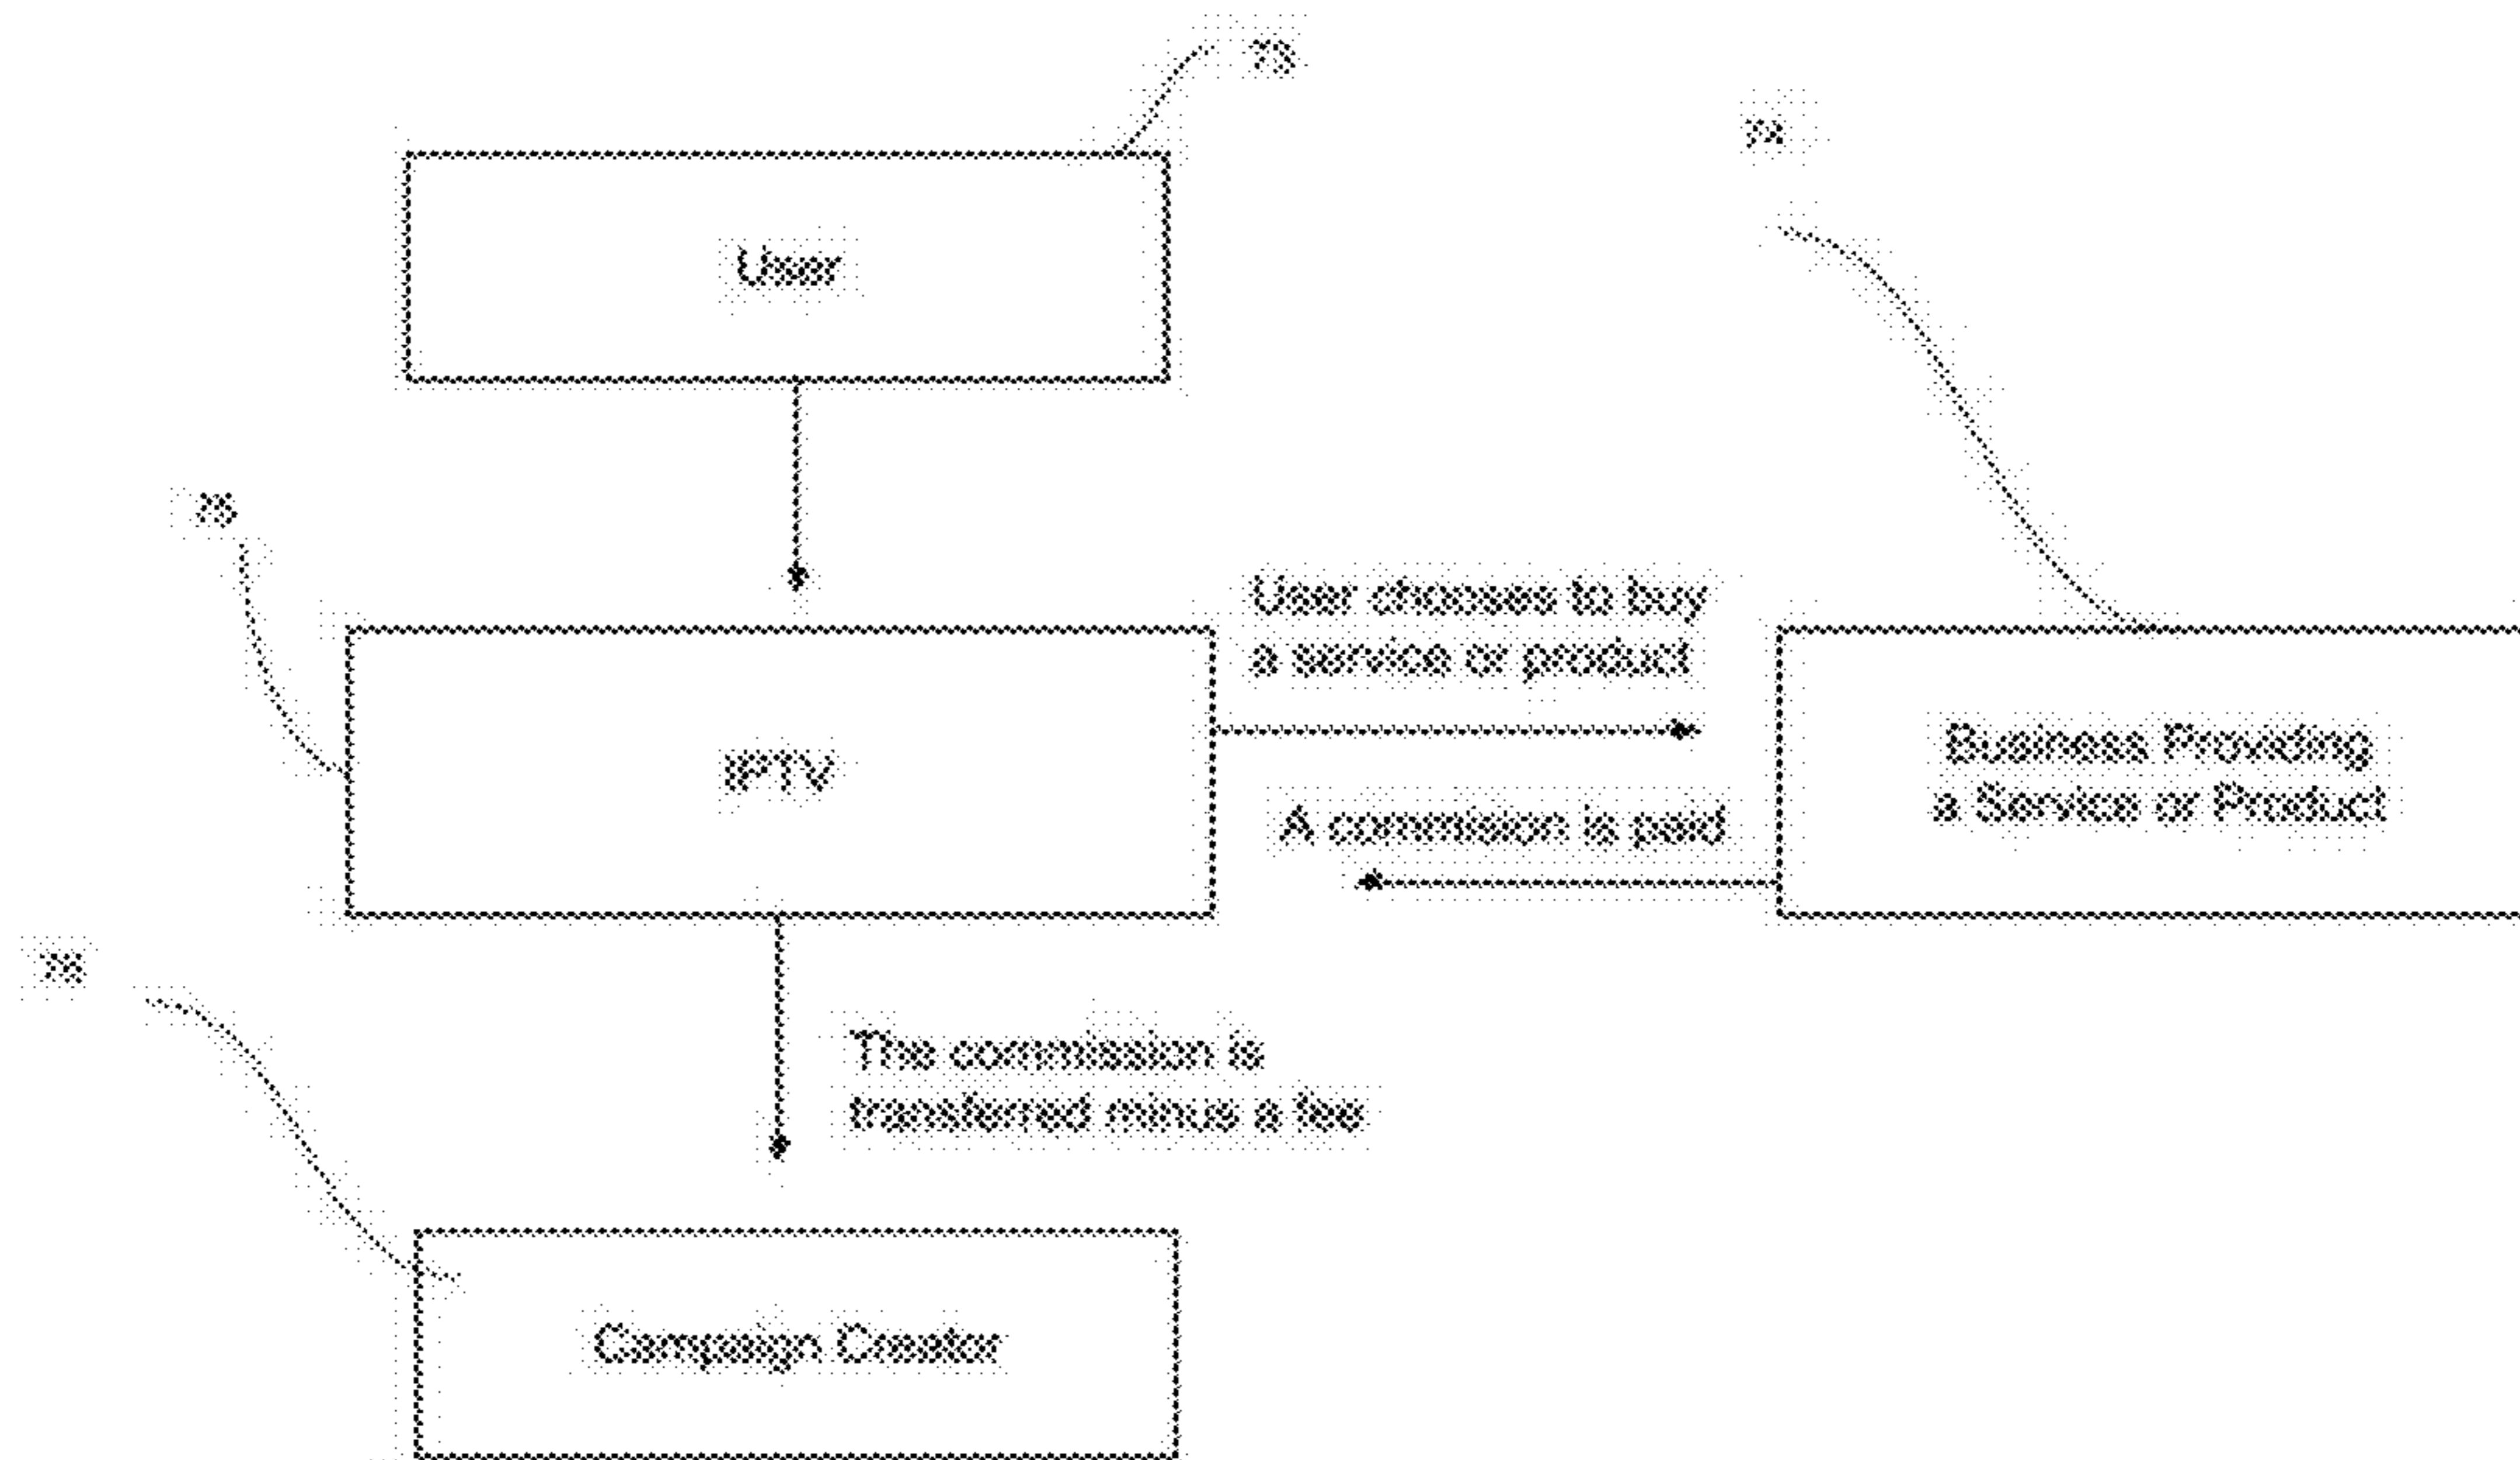 User
User chooses to buy
a service or product
IPTV
Business Providing
a Service or Product
A commission is paid
The commission is
transferred minus a fee
Campaign Creator